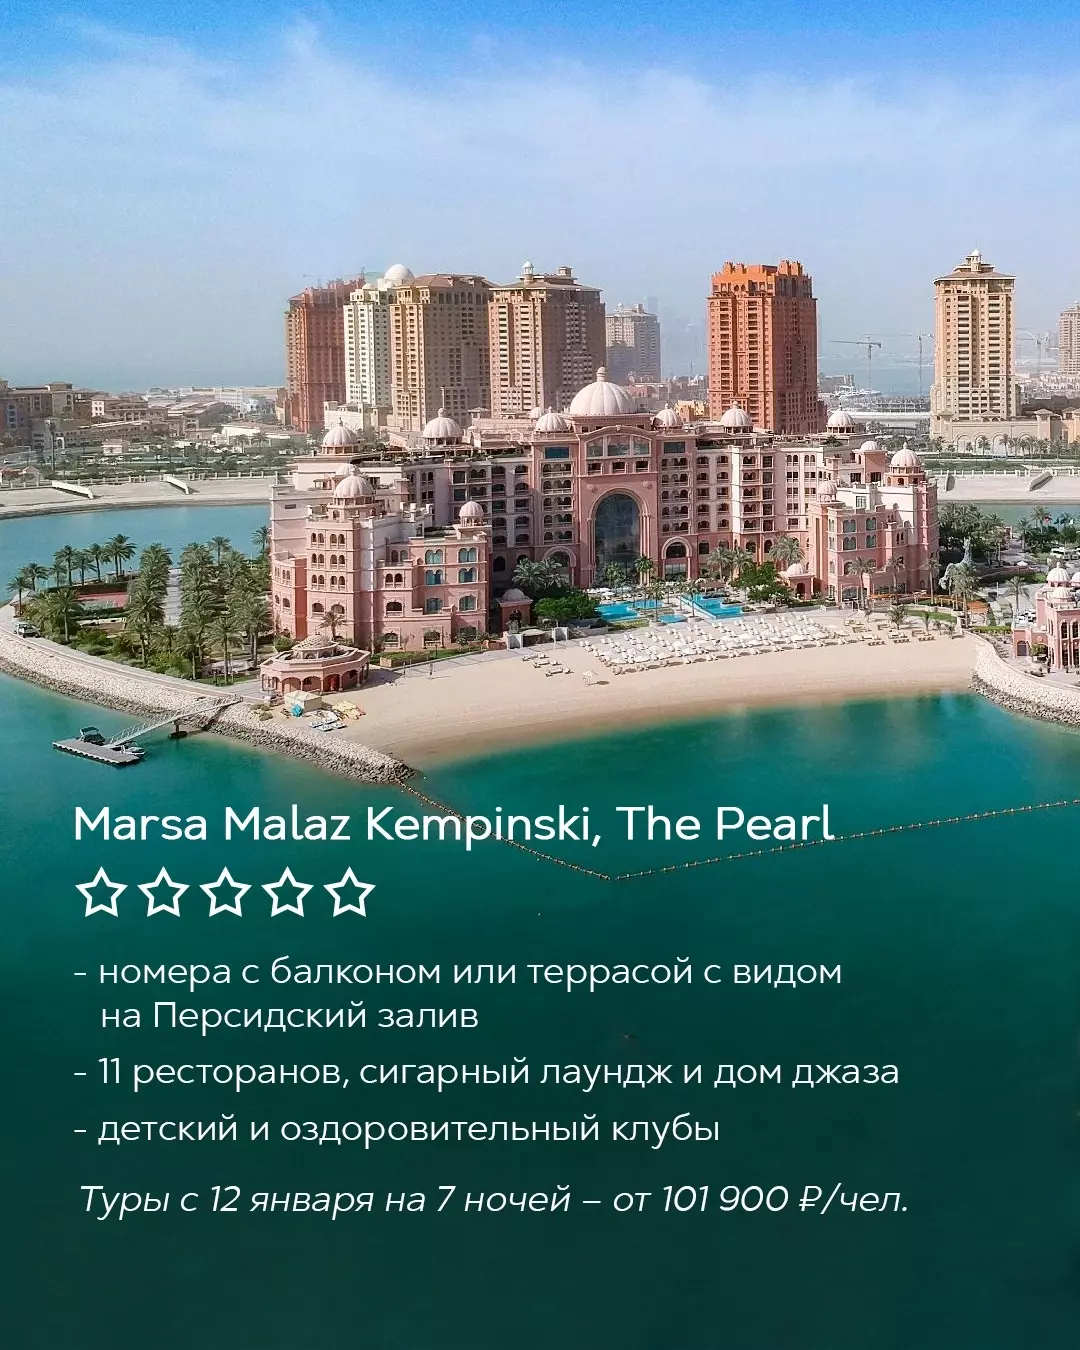 Marsa Malaz Kempinski, The Pearl
- номера с балконом или террасой с видом
на Персидский залив
- 11 ресторанов, сигарный лаундж и дом джаза
- детский и оздоровительный клубы
Туры с 12 января на 7 ночей – от 101 900 ₽/чел.